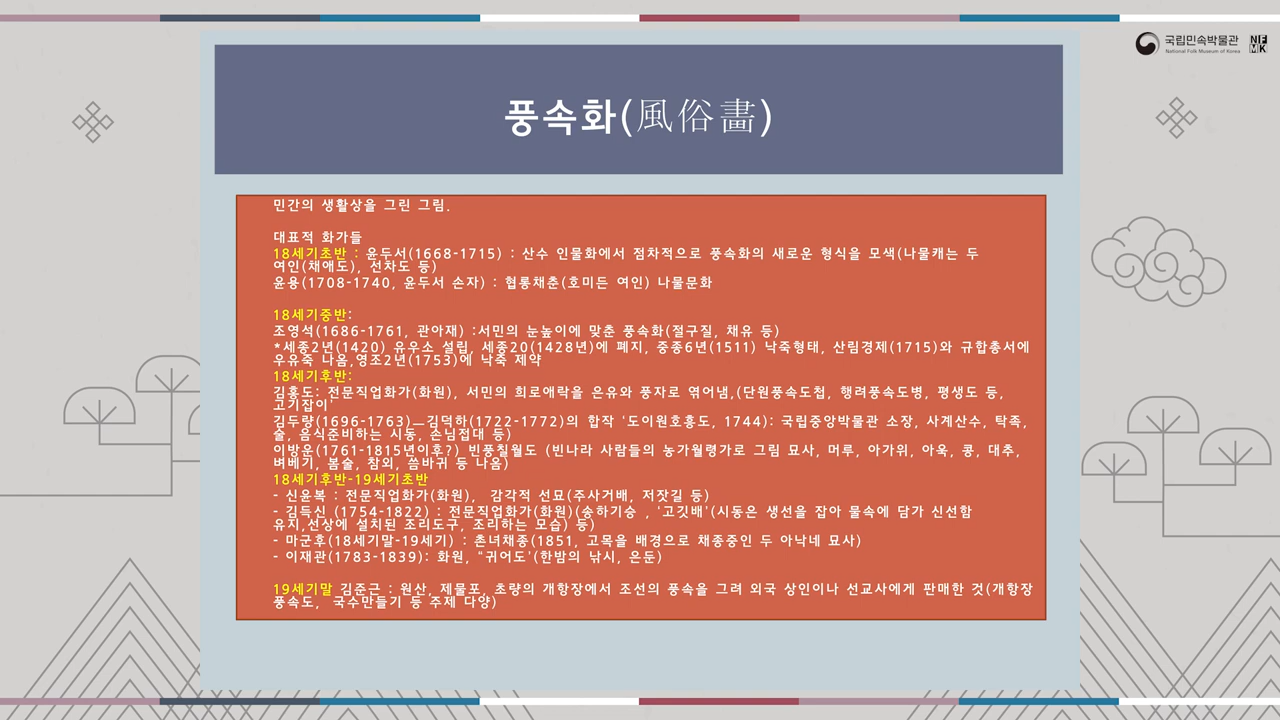 국립민속박물관
National Folk Museum of Korea
NF
MK
풍속화(風俗畵)
민간의 생활상을 그린 그림.
대표적 화가들
18세기초반 : 윤두서(1668-1715) : 산수 인물화에서 점차적으로 풍속화의 새로운 형식을 모색(나물캐는 두
여인(채애도), 선차도 등)
윤용(1708-1740, 윤두서 손자) : 협롱채춘(호미든 여인) 나물문화
18세기중반:
조영석(1686-1761, 관아재) :서민의 눈높이에 맞춘 풍속화(절구질, 채유 등)
*세종2년(1420) 유우소 설립, 세종20(1428년)에 폐지, 중종6년(1511) 낙죽형태, 산림경제(1715)와 규합총서에
우유죽 나음,영조2년(1753)에 낙죽 제약
18세기후반:
김홍도: 전문직업화가(화원), 서민의 희로애락을 은유와 풍자로 엮어냄,(단원풍속도첩, 행려풍속도병, 평생도 등,
고기잡이'
김두량(1696-1763)—김덕하(1722-1772)의 합작 '도이원호흥도, 1744): 국립중앙박물관 소장, 사계산수, 탁족,
술, 음식준비하는 시동, 손님접대 등)
이방운(1761-1815년이후?) 빈풍칠월도 (빈나라 사람들의 농가월령가로 그림 묘사, 머루, 아가위, 아욱, 콩, 대추,
벼베기, 봄술, 참외, 씀바귀 등 나옴)
18세기후반-19세기초반
- 신윤복 : 전문직업화가(화원), 감각적 선묘(주사거배, 저잣길 등)
- 김득신 (1754-1822) : 전문직업화가(화원)(송하기승 , '고깃배'(시동은 생선을 잡아 물속에 담가 신선함
유지,선상에 설치된 조리도구, 조리하는 모습) 등)
- 마군후(18세기말-19세기) : 촌녀채종(1851, 고목을 배경으로 채종중인 두 아낙네 묘사)
- 이재관(1783-1839): 화원, "귀어도'(한밤의 낚시, 은둔)
19세기말 김준근 : 원산, 제물포, 초량의 개항장에서 조선의 풍속을 그려 외국 상인이나 선교사에게 판매한 것(개항장
풍속도, 국수만들기 등 주제 다양)